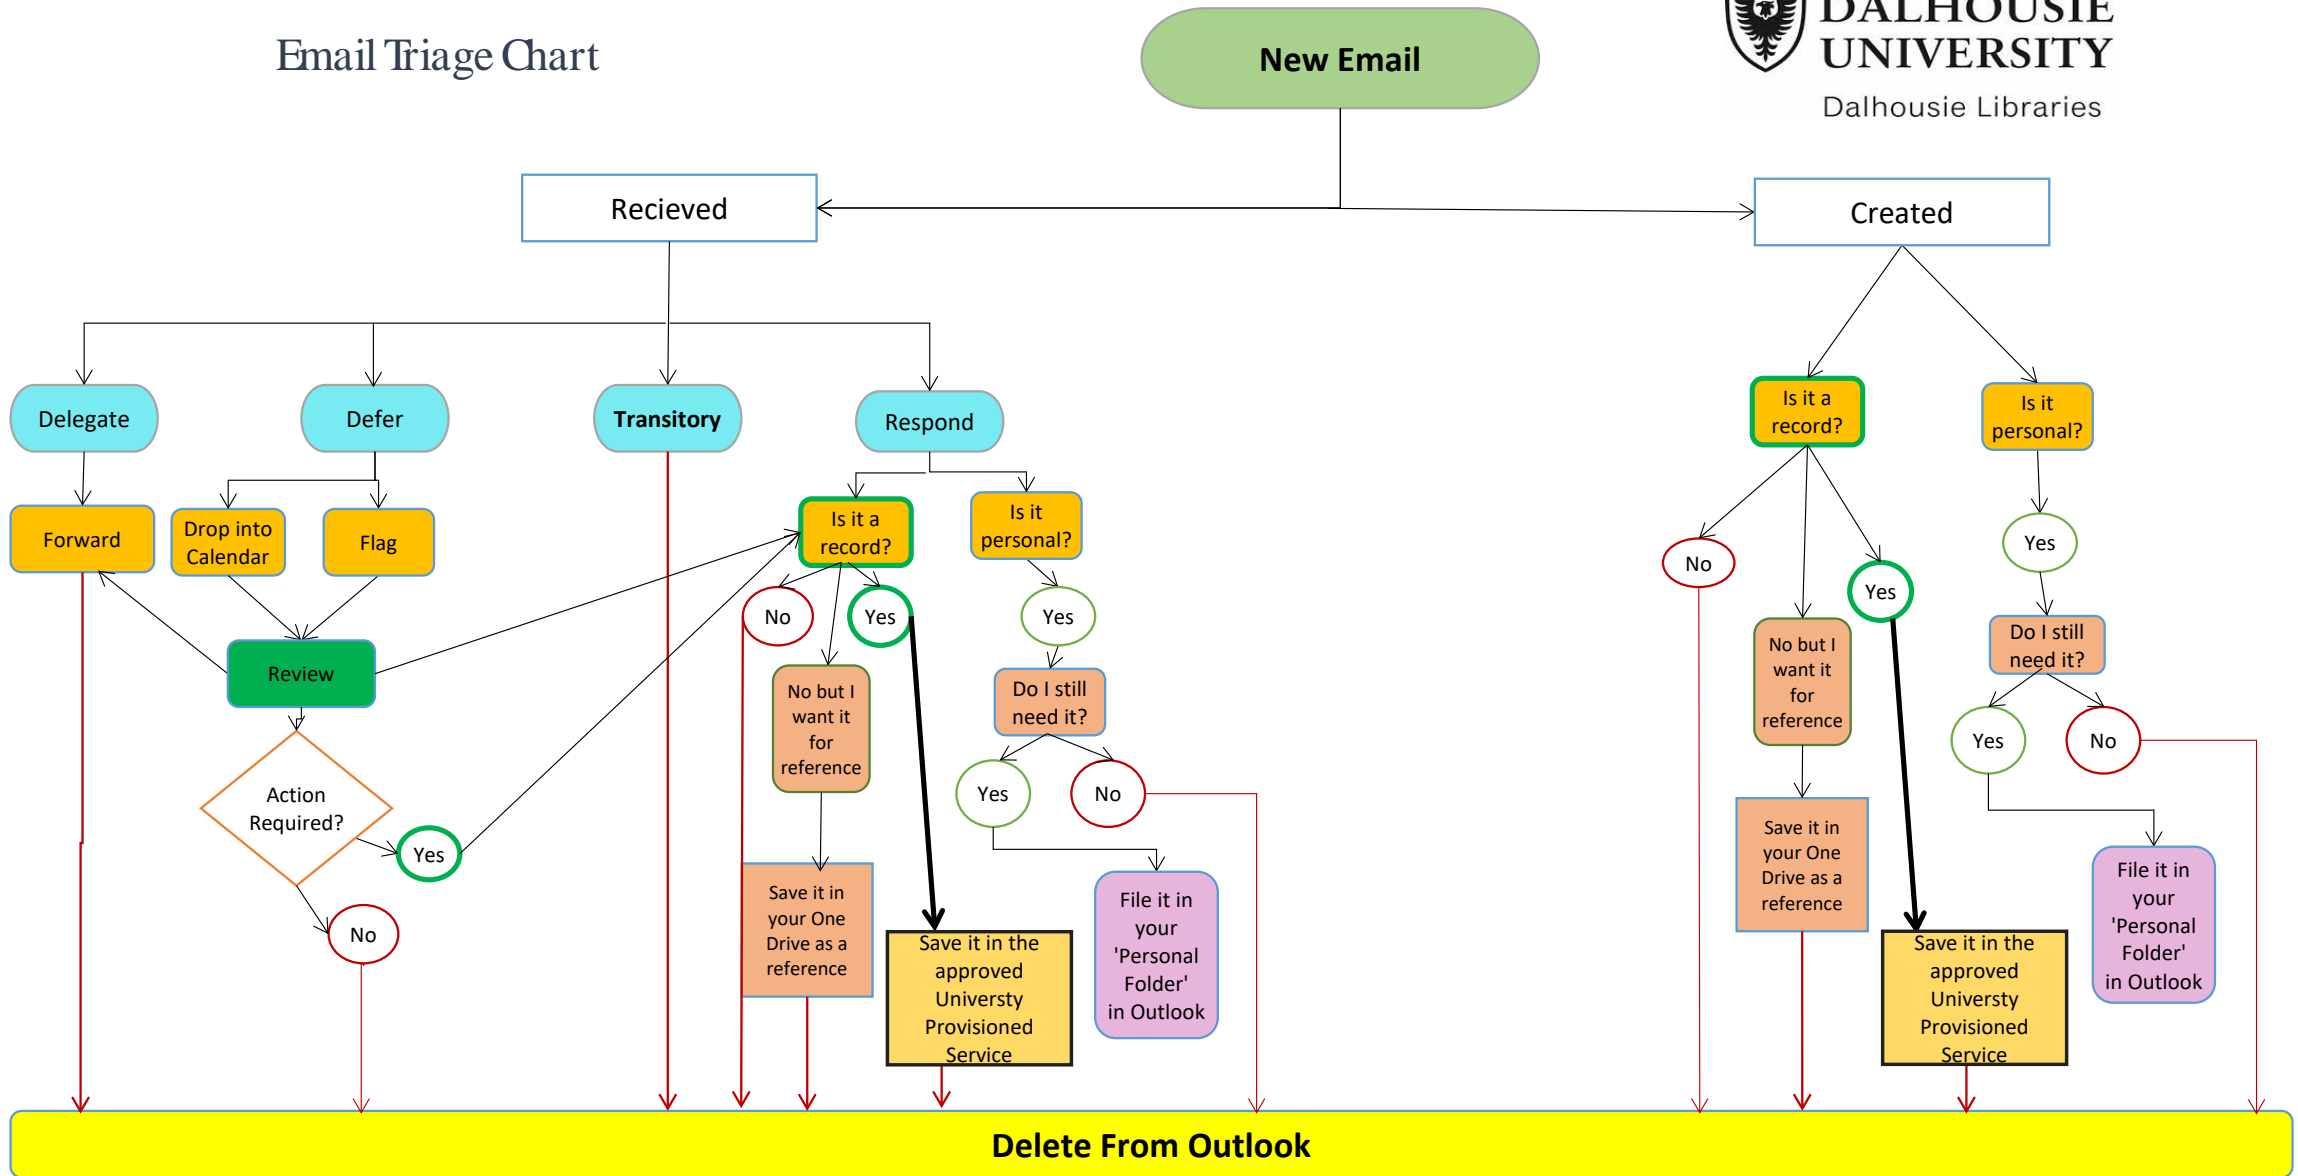 Email Triage Chart
New Email
DALHOUSIE
UNIVERSITY
Dalhousie Libraries
Recieved
Created
Delegate
Defer
Transitory
Respond
Is it a
record?
Is it
personal?
Forward
Drop into
Calendar
Flag
Is it a
record?
Is it
personal?
No
Yes
Yes
No
Yes
Yes
Review
No but I
want it
for
reference
Do I still
need it?
No but I
want it
for
reference
Do I still
need it?
Yes
No
Yes
No
Action
Required?
Yes
No
Save it in
your One
Drive as a
reference
Save it in the
approved
Universty
Provisioned
Service
File it in
your
'Personal
Folder'
in Outlook
Save it in
your One
Drive as a
reference
Save it in the
approved
Universty
Provisioned
Service
File it in
your
'Personal
Folder'
in Outlook
Delete From Outlook